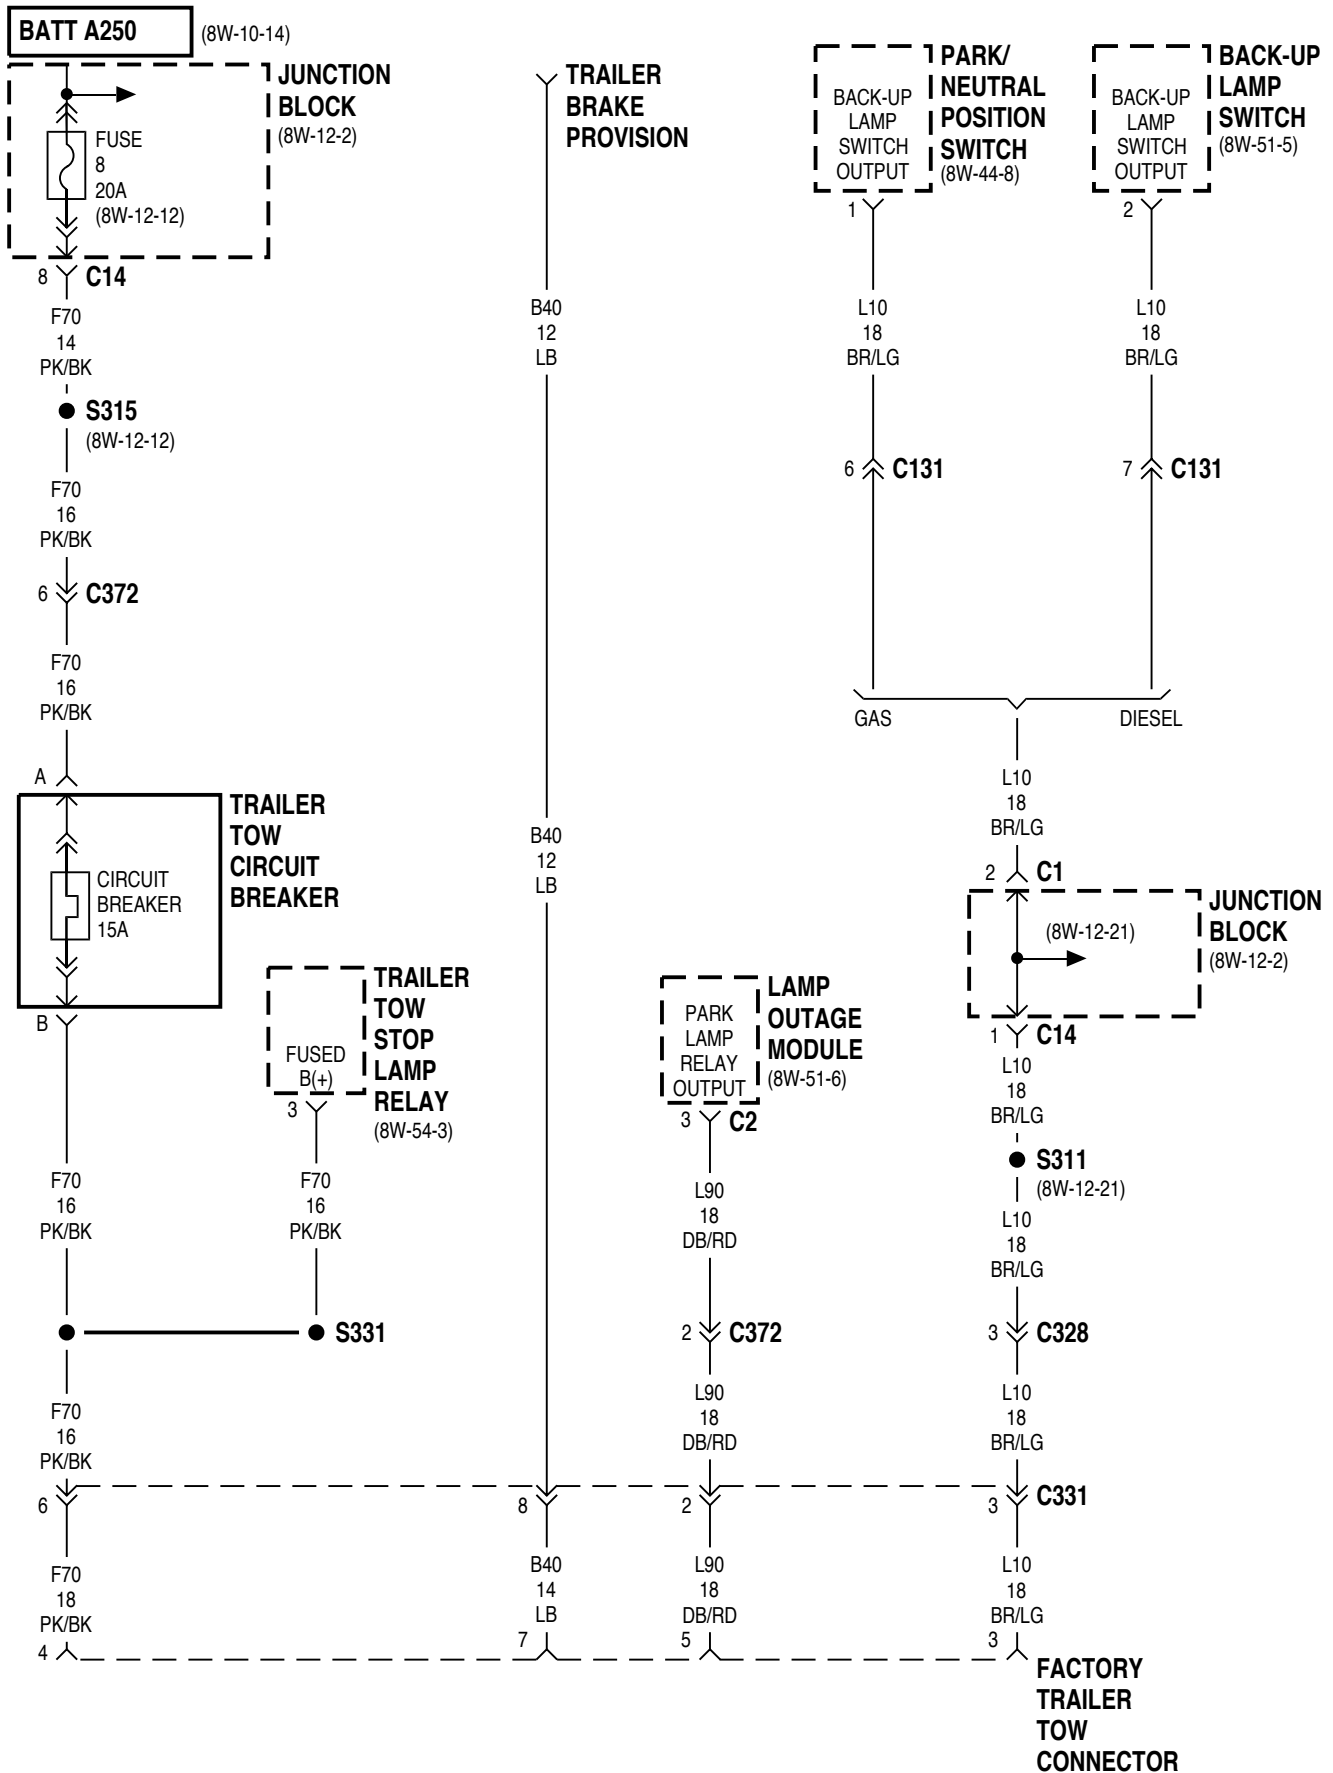 BATT A250
(8W-10-14)
JUNCTION
BLOCK
(8W-12-2)
FUSE
8
20A
(8W-12-12)
8
C14
F70
14
PK/BK
S315
(8W-12-12)
F70
16
PK/BK
6
C372
F70
16
PK/BK
A
TRAILER
TOW
CIRCUIT
BREAKER
CIRCUIT
BREAKER
15A
B
FUSED
B(+)
TRAILER
TOW
STOP
LAMP
RELAY
(8W-54-3)
3
F70
16
PK/BK
F70
16
PK/BK
S331
F70
16
PK/BK
6
F70
18
PK/BK
4
TRAILER
BRAKE
PROVISION
B40
12
LB
B40
12
LB
8
B40
14
LB
7
PARK
LAMP
RELAY
OUTPUT
LAMP
OUTAGE
MODULE
(8W-51-6)
3
C2
L90
18
DB/RD
2
C372
L90
18
DB/RD
2
L90
18
DB/RD
5
BACK-UP
LAMP
SWITCH
OUTPUT
PARK/
NEUTRAL
POSITION
SWITCH
(8W-44-8)
1
L10
18
BR/LG
6
C131
GAS
BACK-UP
LAMP
SWITCH
OUTPUT
BACK-UP
LAMP
SWITCH
(8W-51-5)
2
L10
18
BR/LG
7
C131
DIESEL
L10
18
BR/LG
2
C1
(8W-12-21)
JUNCTION
BLOCK
(8W-12-2)
1
C14
L10
18
BR/LG
S311
(8W-12-21)
L10
18
BR/LG
3
C328
L10
18
BR/LG
3
C331
L10
18
BR/LG
3
FACTORY
TRAILER
TOW
CONNECTOR